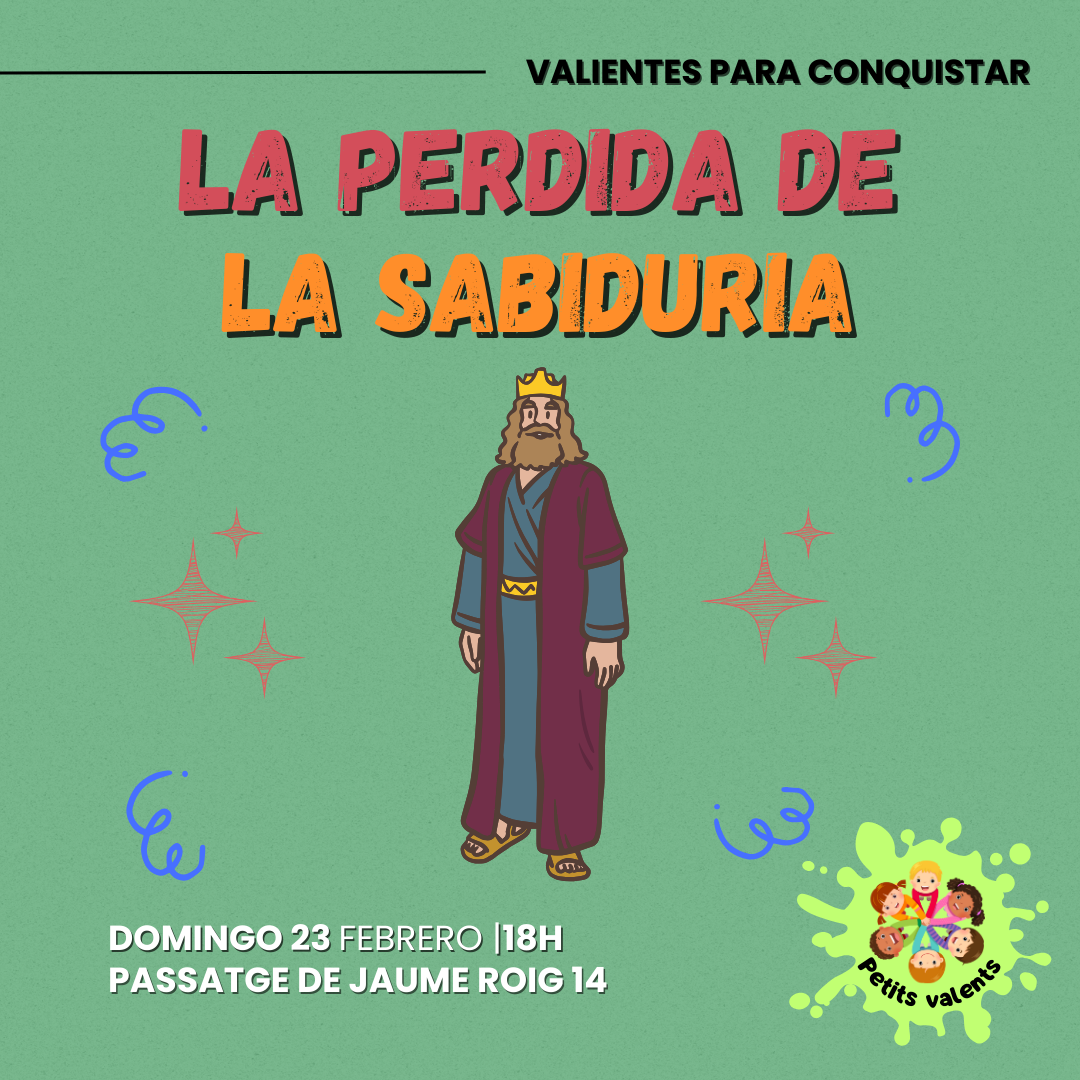 VALIENTES PARA CONQUISTAR
LA PERDIDA DE
LA SABIDURIA
DOMINGO 23 FEBRERO |18H
PASSATGE DE JAUME ROIG 14
Petits valents